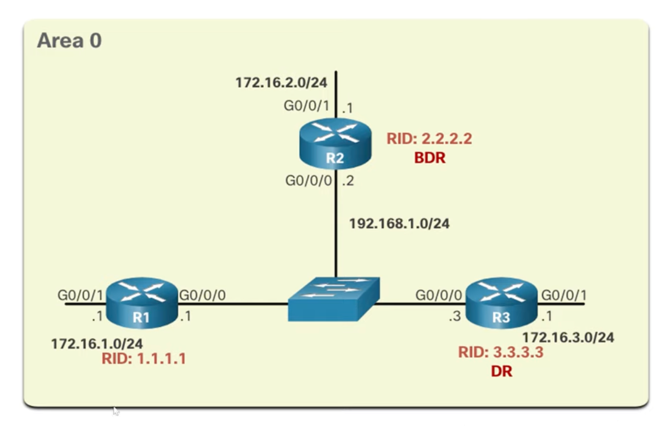 Area 0
172.16.2.0/24
G0/0/1 .1
R2
RID: 2.2.2.2
BDR
G0/0/0 .2
192.168.1.0/24
G0/0/1
.1
R1
G0/0/0
.1
172.16.1.0/24
RID: 1.1.1.1
G0/0/0
.3
R3
G0/0/1
.1
172.16.3.0/24
RID: 3.3.3.3
DR